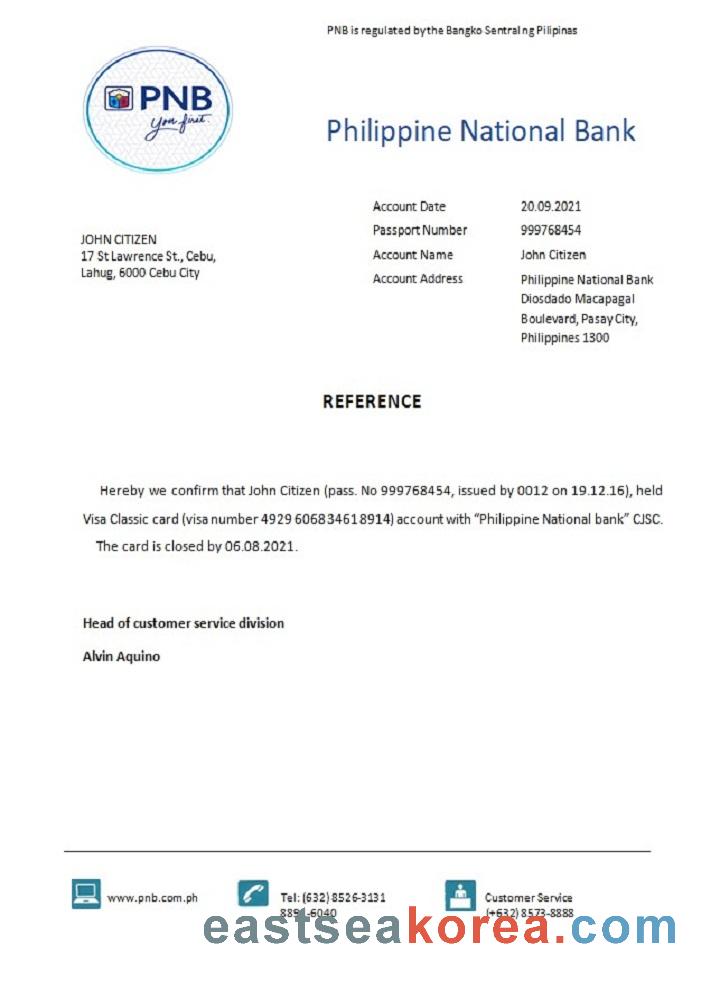 PNB is regulated by the Bangko Sentral ng Pilipinas
PNB
You first.
Philippine National Bank
Account Date 20.09.2021
Passport Number 999768454
Account Name John Citizen
Account Address Philippine National Bank
Diosdado Macapagal
Boulevard, Pasay City,
Philippines 1300
JOHN CITIZEN
17 St Lawrence St., Cebu,
Lahug, 6000 Cebu City
REFERENCE
Hereby we confirm that John Citizen (pass. No 999768454, issued by 0012 on 19.12.16), held
Visa Classic card (visa number 4929 606834618914) account with “Philippine National bank” CJSC.
The card is closed by 06.08.2021.
Head of customer service division
Alvin Aquino
www.pnb.com.ph
Tel: (632) 8526-3131
8891-6040
Customer Service
(+632) 8573-8888
eastseakorea.com